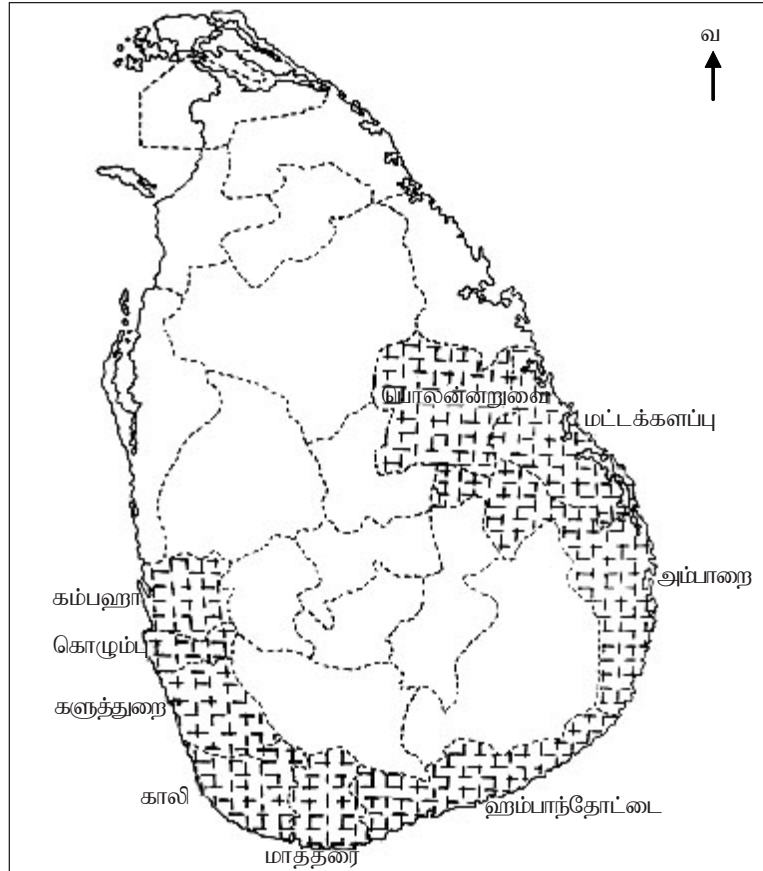 வ
பொலன்னறுவை
மட்டக்களப்பு
அம்பாறை
கம்பஹா
கொழும்பு
களுத்துறை
காலி
ஹம்பாந்தோட்டை
மாத்தறை